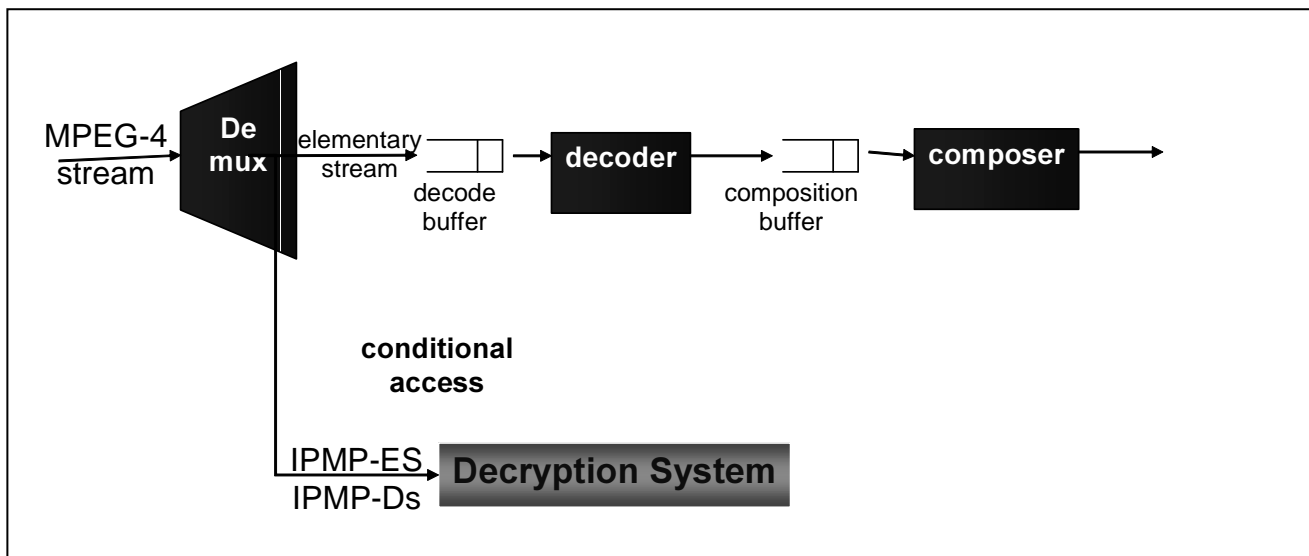 MPEG-4
stream
De
mux
elementary
stream
decode
buffer
decoder
composition
buffer
composer
conditional
access
IPMP-ES
IPMP-Ds
Decryption System